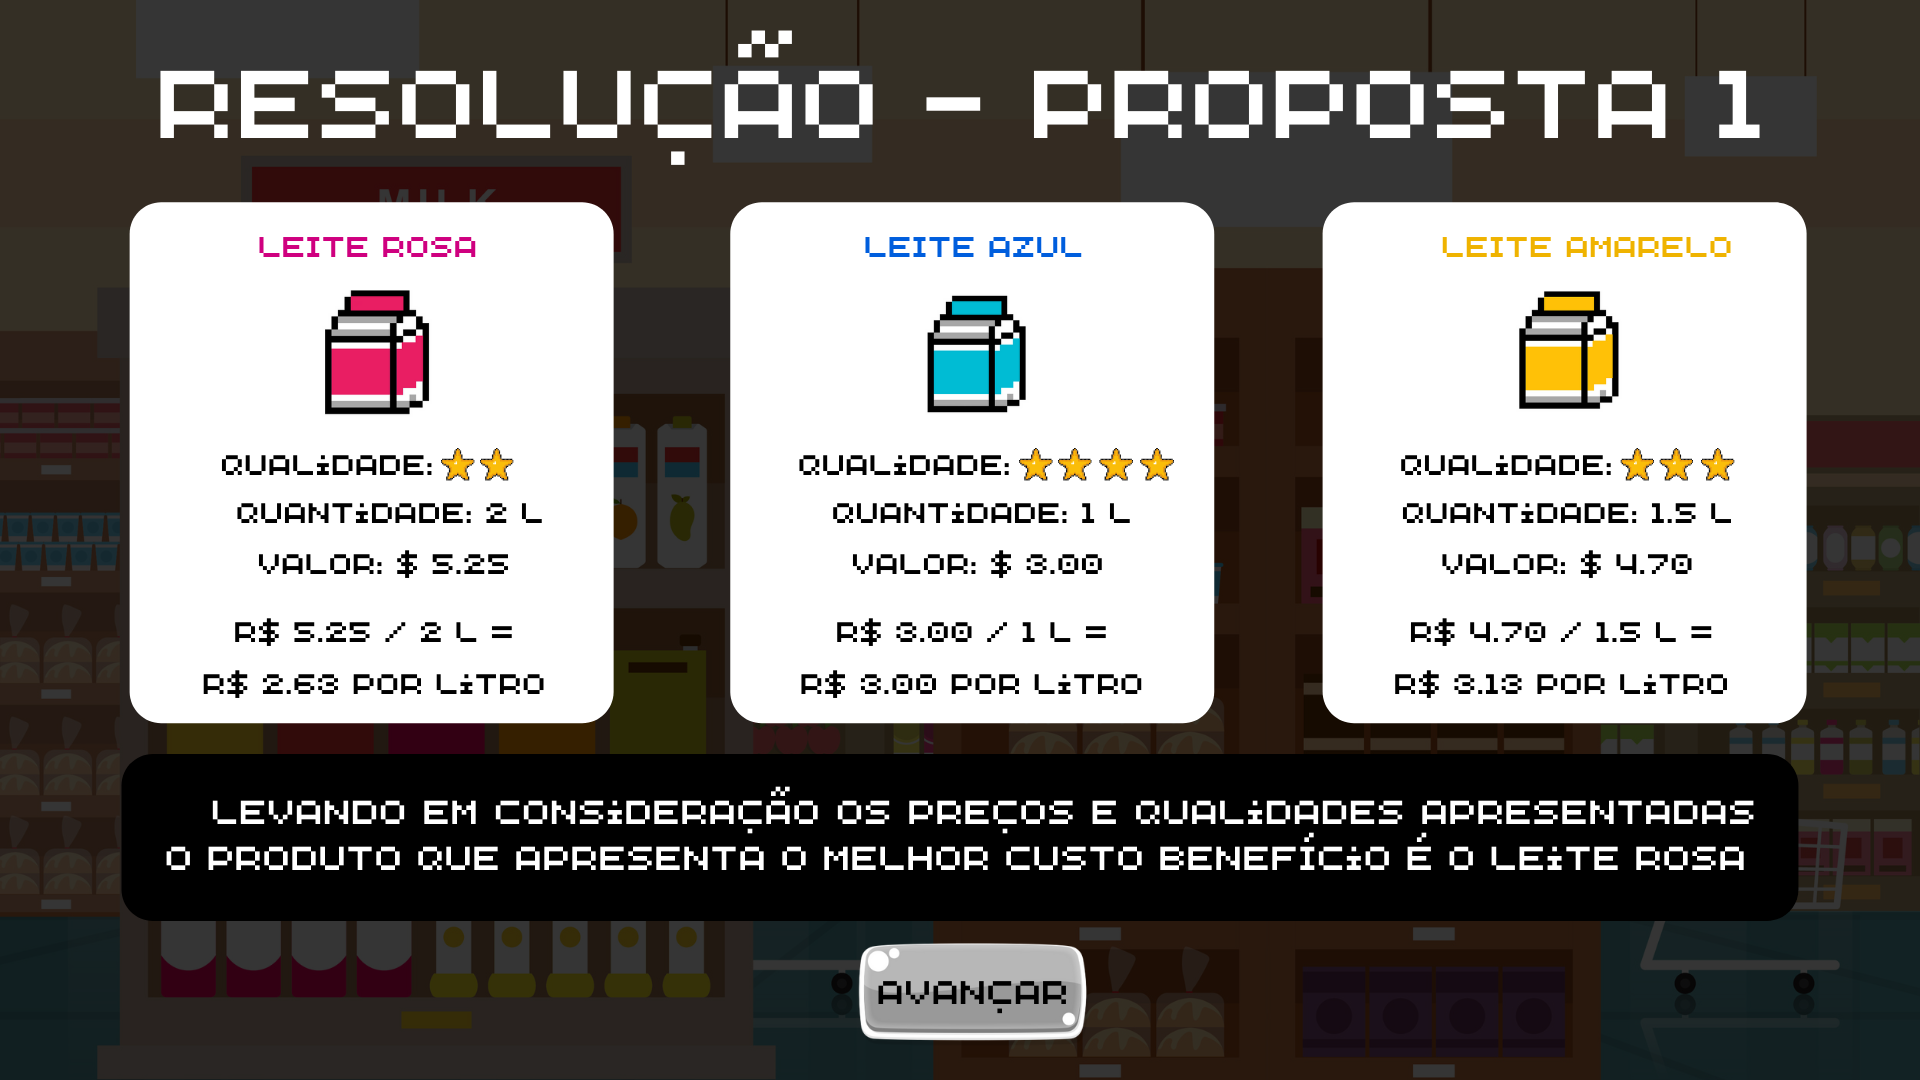 RESOLUÇÃO - PROPOSTA 1
MILK
LEITE ROSA
QUALIDADE:
QUANTIDADE: 2 L
VALOR: $ 5.25
R$ 5.25 / 2 L =
R$ 2.63 POR LITRO
LEITE AZUL
QUALIDADE:
QUANTIDADE: 1 L
VALOR: $ 3.00
R$ 3.00 / 1 L =
R$ 3.00 POR LITRO
LEITE AMARELO
QUALIDADE:
QUANTIDADE: 1.5 L
VALOR: $ 4.70
R$ 4.70 / 1.5 L =
R$ 3.13 POR LITRO
LEVANDO EM CONSIDERAÇÃO OS PREÇOS E QUALIDADES APRESENTADAS
O PRODUTO QUE APRESENTA O MELHOR CUSTO BENEFÍCIO É O LEITE ROSA
AVANÇAR